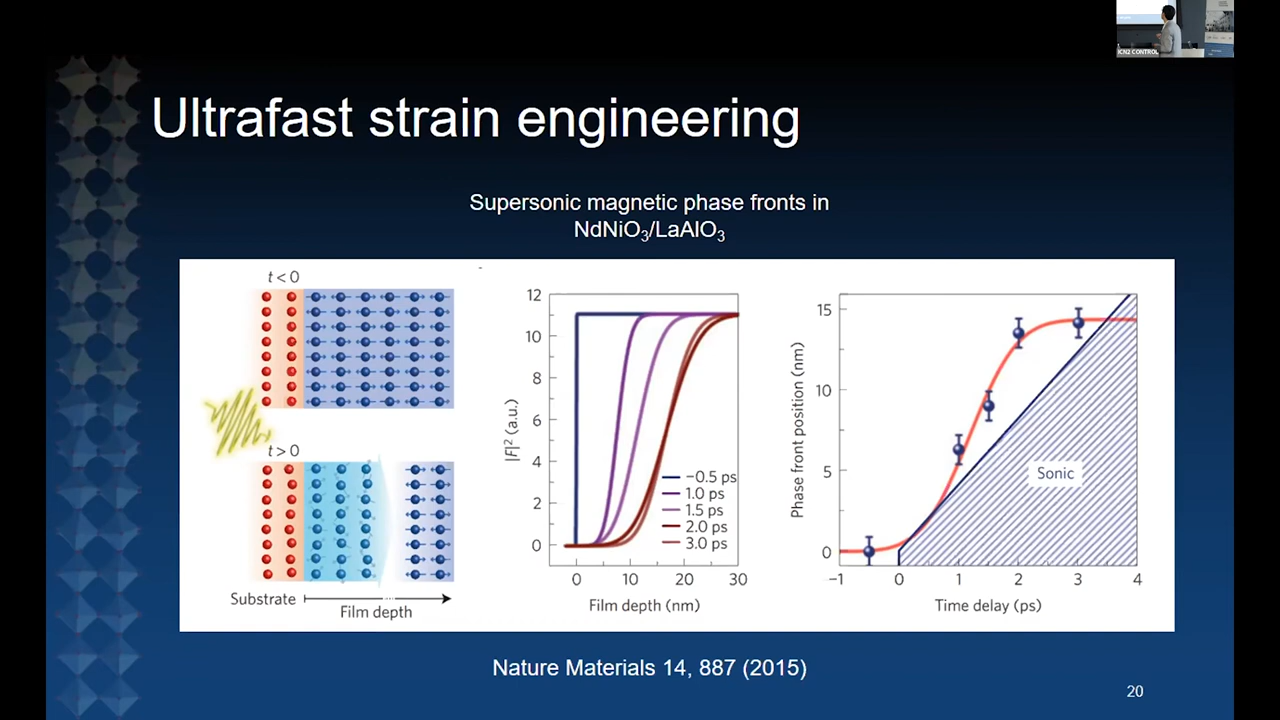 ICN2 CONTROL
Ultrafast strain engineering
Supersonic magnetic phase fronts in
NdNiO₃/LaAlO₃
t < 0
t > 0
Substrate
Film depth
12
10
8
6
4
2
0
|F|² (a.u.)
−0.5 ps
1.0 ps
1.5 ps
2.0 ps
3.0 ps
0 10 20 30
Film depth (nm)
15
10
5
0
Phase front position (nm)
Sonic
−1 0 1 2 3 4
Time delay (ps)
Nature Materials 14, 887 (2015)
20